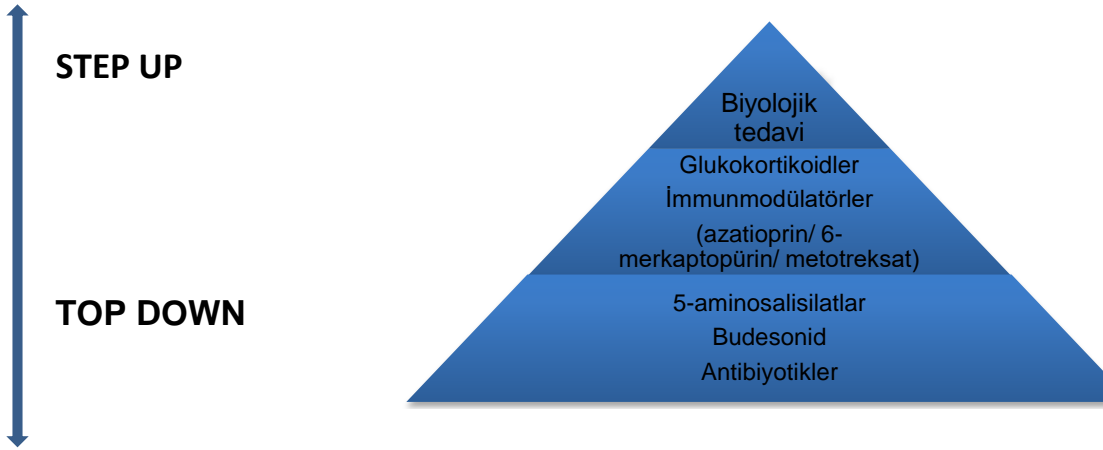 STEP UP
Biyolojik
tedavi
Glukokortikoidler
İmmunmodülatörler
(azatioprin/ 6-
merkaptopürin/ metotreksat)
TOP DOWN
5-aminosalisilatlar
Budesonid
Antibiyotikler